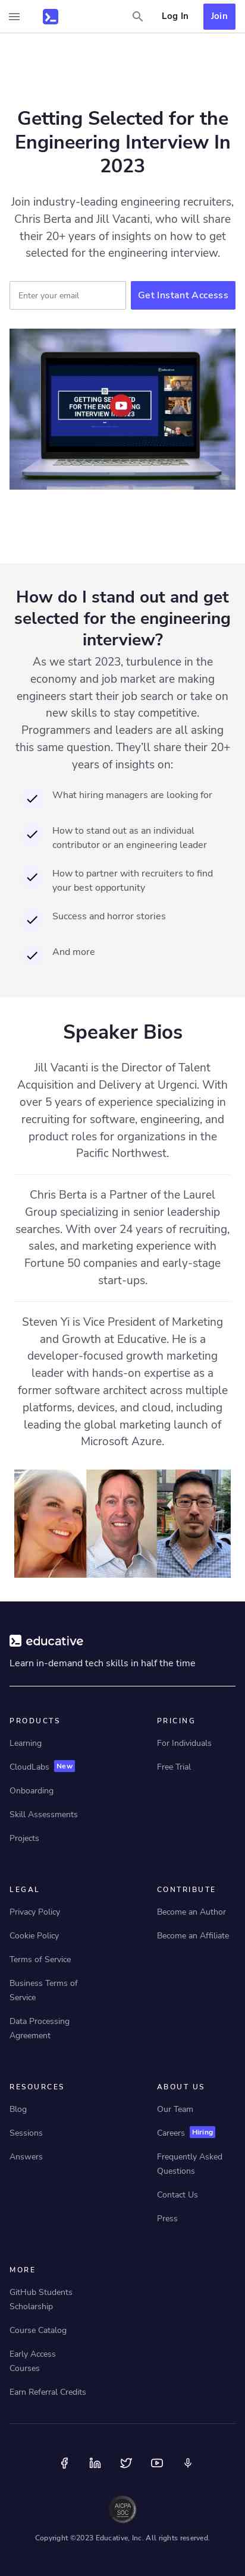 Log In
Join
Getting Selected for the
Engineering Interview In
2023
Join industry-leading engineering recruiters,
Chris Berta and Jill Vacanti, who will share
their 20+ years of insights on how to get
selected for the engineering interview.
Enter your email
Get Instant Accesss
GETTING SELECTED
FOR THE ENGINEERING
INTERVIEW IN 2023
How do I stand out and get
selected for the engineering
interview?
As we start 2023, turbulence in the
economy and job market are making
engineers start their job search or take on
new skills to stay competitive.
Programmers and leaders are all asking
this same question. They'll share their 20+
years of insights on:
What hiring managers are looking for
How to stand out as an individual
contributor or an engineering leader
How to partner with recruiters to find
your best opportunity
Success and horror stories
And more
Speaker Bios
Jill Vacanti is the Director of Talent
Acquisition and Delivery at Urgenci. With
over 5 years of experience specializing in
recruiting for software, engineering, and
product roles for organizations in the
Pacific Northwest.
Chris Berta is a Partner of the Laurel
Group specializing in senior leadership
searches. With over 24 years of recruiting,
sales, and marketing experience with
Fortune 50 companies and early-stage
start-ups.
Steven Yi is Vice President of Marketing
and Growth at Educative. He is a
developer-focused growth marketing
leader with hands-on expertise as a
former software architect across multiple
platforms, devices, and cloud, including
leading the global marketing launch of
Microsoft Azure.
educative
Learn in-demand tech skills in half the time
PRODUCTS
Learning
CloudLabs New
Onboarding
Skill Assessments
Projects
PRICING
For Individuals
Free Trial
LEGAL
Privacy Policy
Cookie Policy
Terms of Service
Business Terms of
Service
Data Processing
Agreement
CONTRIBUTE
Become an Author
Become an Affiliate
RESOURCES
Blog
Sessions
Answers
ABOUT US
Our Team
Careers Hiring
Frequently Asked
Questions
Contact Us
Press
MORE
GitHub Students
Scholarship
Course Catalog
Early Access
Courses
Earn Referral Credits
AICPA
SOC
Copyright ©2023 Educative, Inc. All rights reserved.